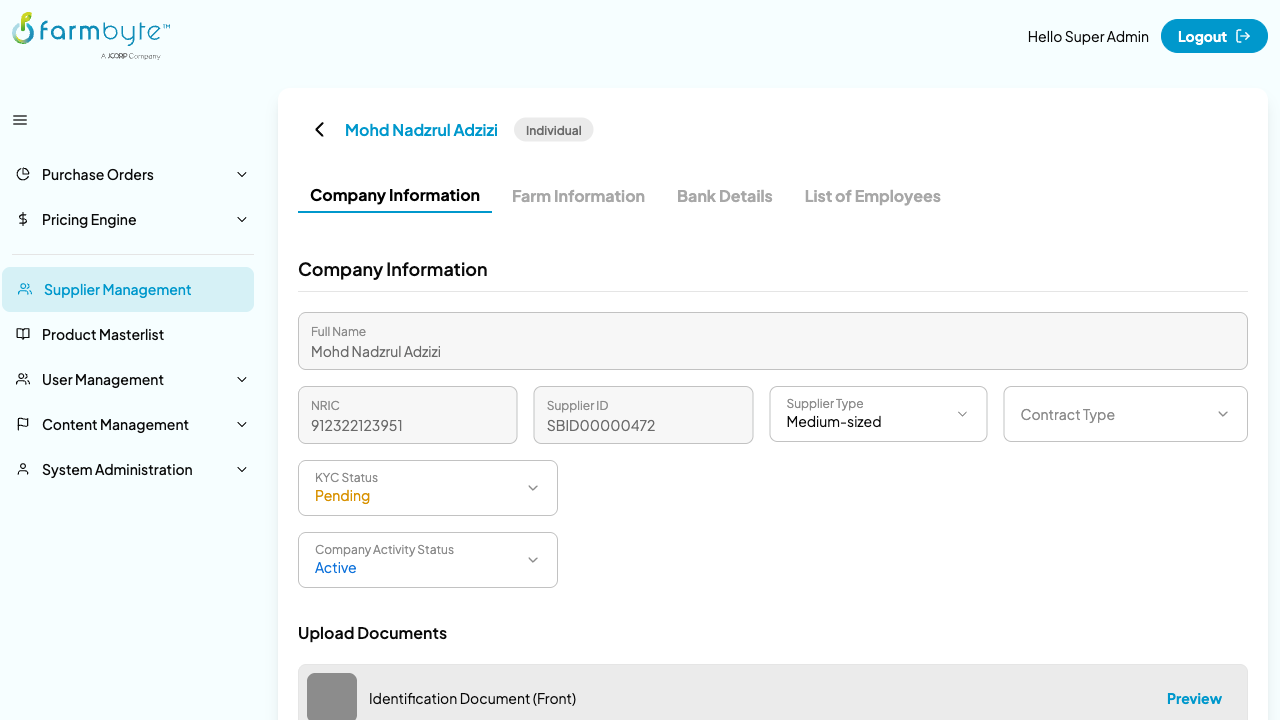 farmbyte™
A JCORP Company
Hello Super Admin
Logout
Mohd Nadzrul Adzizi
Individual
Purchase Orders
Pricing Engine
Supplier Management
Product Masterlist
User Management
Content Management
System Administration
Company Information
Farm Information
Bank Details
List of Employees
Company Information
Full Name
Mohd Nadzrul Adzizi
NRIC
912322123951
Supplier ID
SBID00000472
Supplier Type
Medium-sized
Contract Type
KYC Status
Pending
Company Activity Status
Active
Upload Documents
Identification Document (Front)
Preview